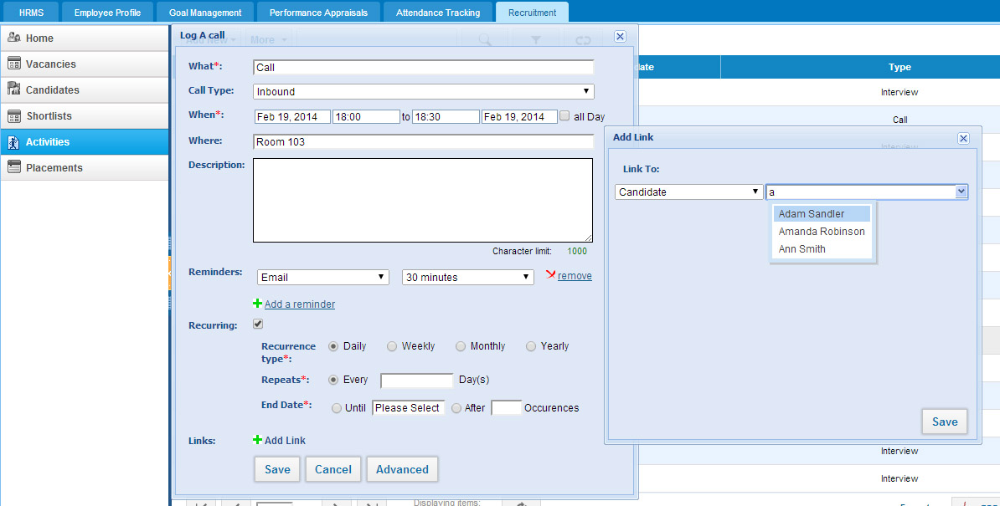 HRMS Employee Profile Goal Management Performance Appraisals Attendance Tracking Recruitment
Home
Vacancies
Candidates
Shortlists
Activities
Placements
Log A call
More
What*: Call
Call Type: Inbound
When*: Feb 19, 2014 18:00 to 18:30 Feb 19, 2014 all Day
Where: Room 103
Description:
Character limit: 1000
Reminders: Email 30 minutes remove
Add a reminder
Recurring:
Recurrence type*: Daily Weekly Monthly Yearly
Repeats*: Every Day(s)
End Date*: Until Please Select After Occurences
Links: Add Link
Save Cancel Advanced
Displaying items:
Type
Interview
Call
Interview
Add Link
Link To:
Candidate a
Adam Sandler
Amanda Robinson
Ann Smith
Save
Interview
Interview